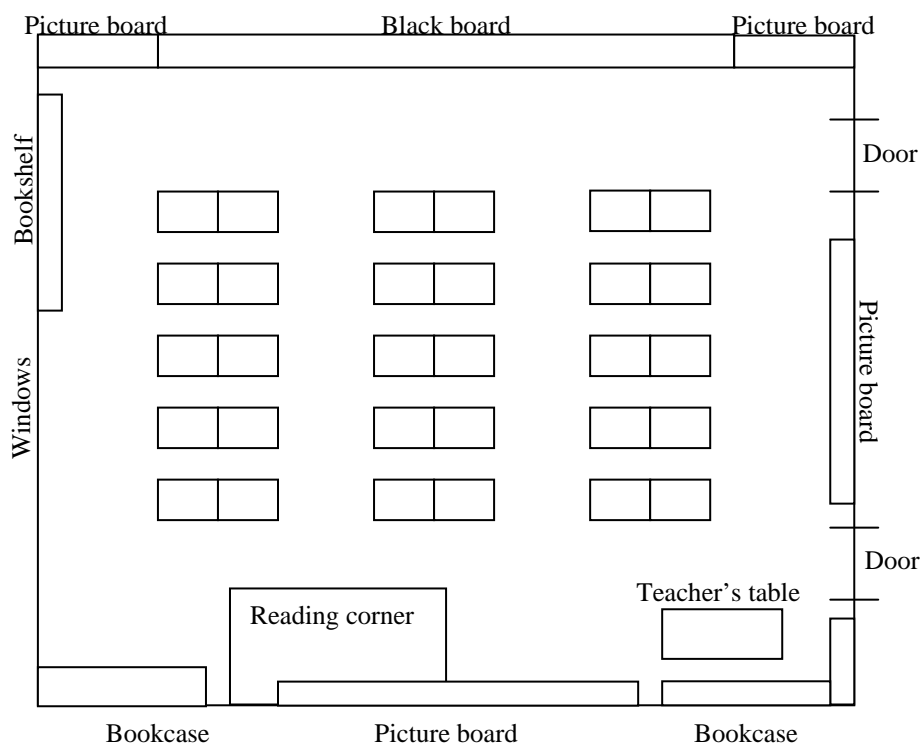 Picture board
Black board
Picture board
Bookshelf
Door
Windows
Picture board
Door
Teacher's table
Reading corner
Bookcase
Picture board
Bookcase